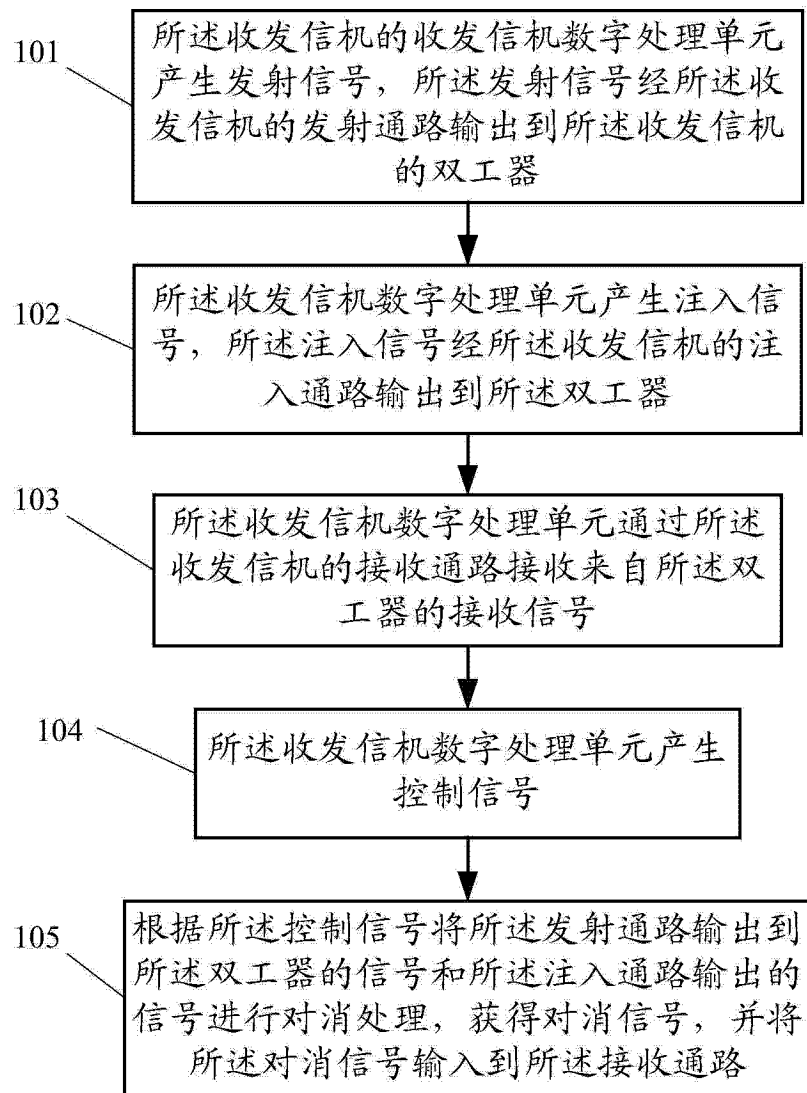 101
所述收发信机的收发信机数字处理单元
产生发射信号，所述发射信号经所述收
发信机的发射通路输出到所述收发信机
的双工器
102
所述收发信机数字处理单元产生注入信
号，所述注入信号经所述收发信机的注
入通路输出到所述双工器
103
所述收发信机数字处理单元通过所述
收发信机的接收通路接收来自所述双
工器的接收信号
104
所述收发信机数字处理单元产生
控制信号
105
根据所述控制信号将所述发射通路输出到
所述双工器的信号和所述注入通路输出的
信号进行对消处理，获得对消信号，并将
所述对消信号输入到所述接收通路